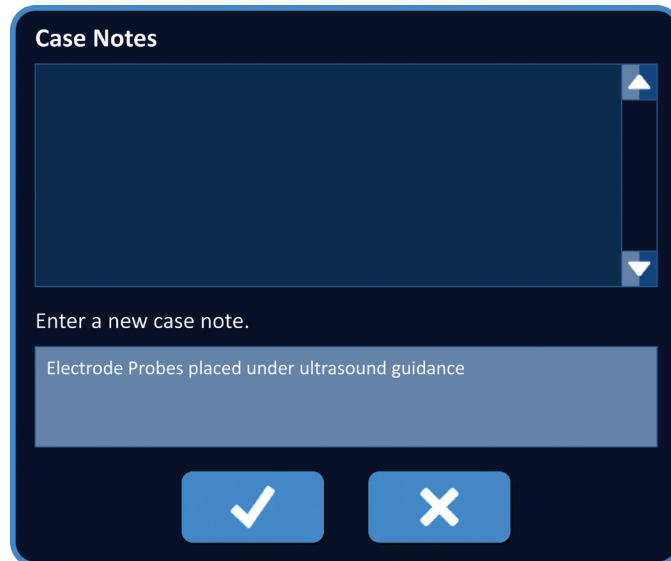 Case Notes
Enter a new case note.
Electrode Probes placed under ultrasound guidance